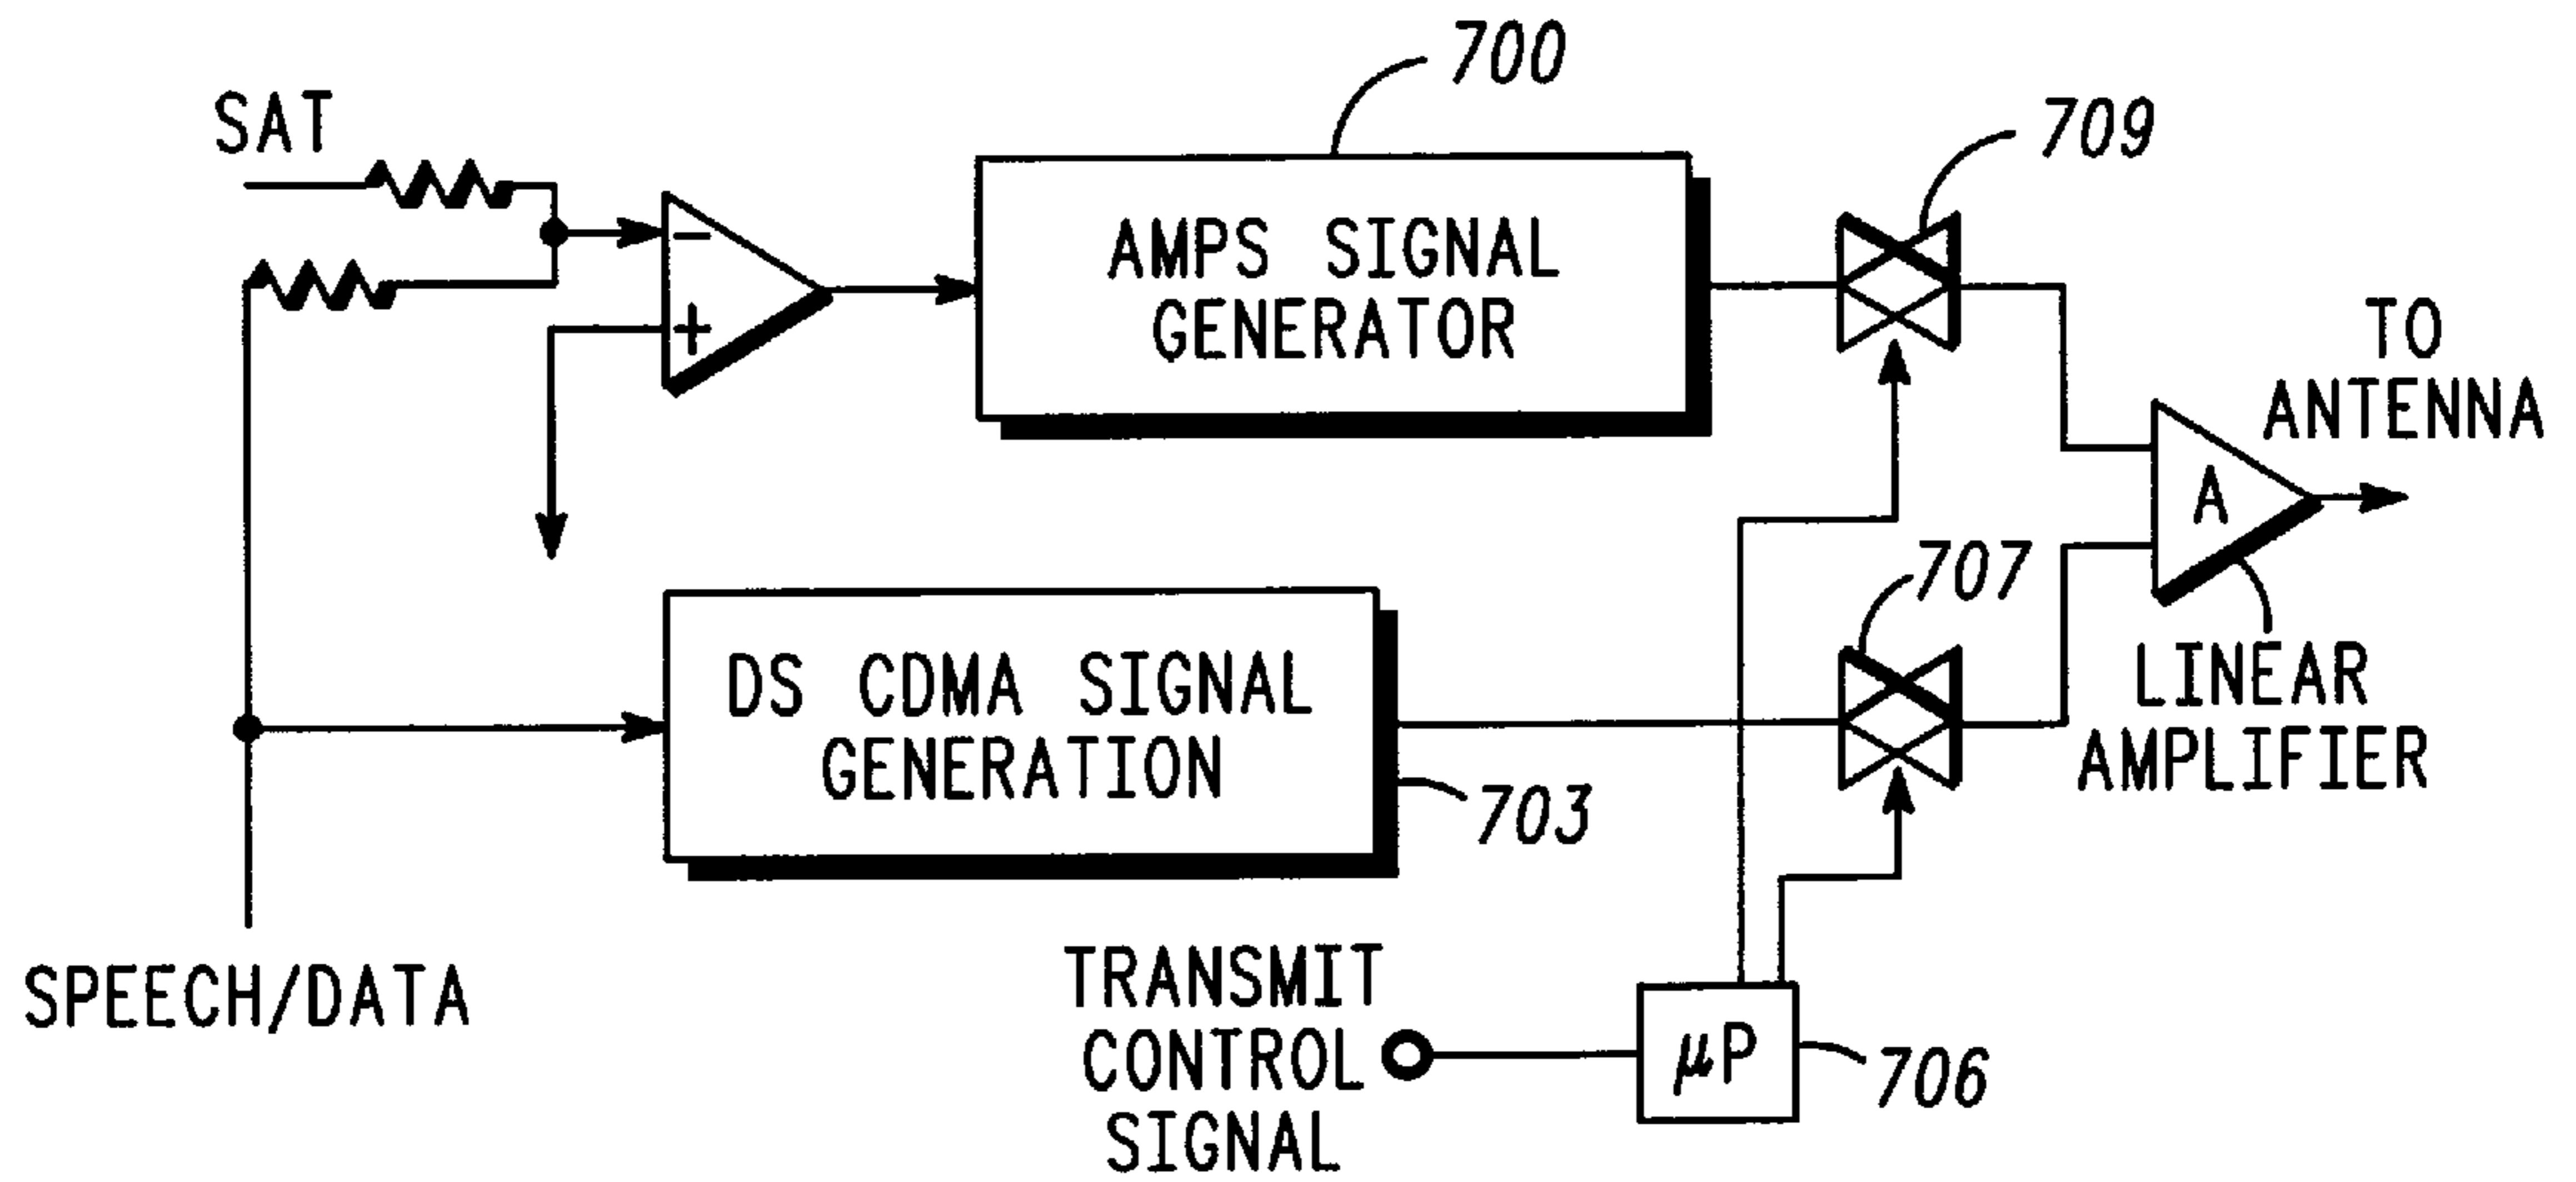 700
SAT
709
AMPS SIGNAL
GENERATOR
−
+
TO
ANTENNA
A
707
DS CDMA SIGNAL
GENERATION
LINEAR
AMPLIFIER
703
SPEECH/DATA
TRANSMIT
CONTROL
SIGNAL
μP
706